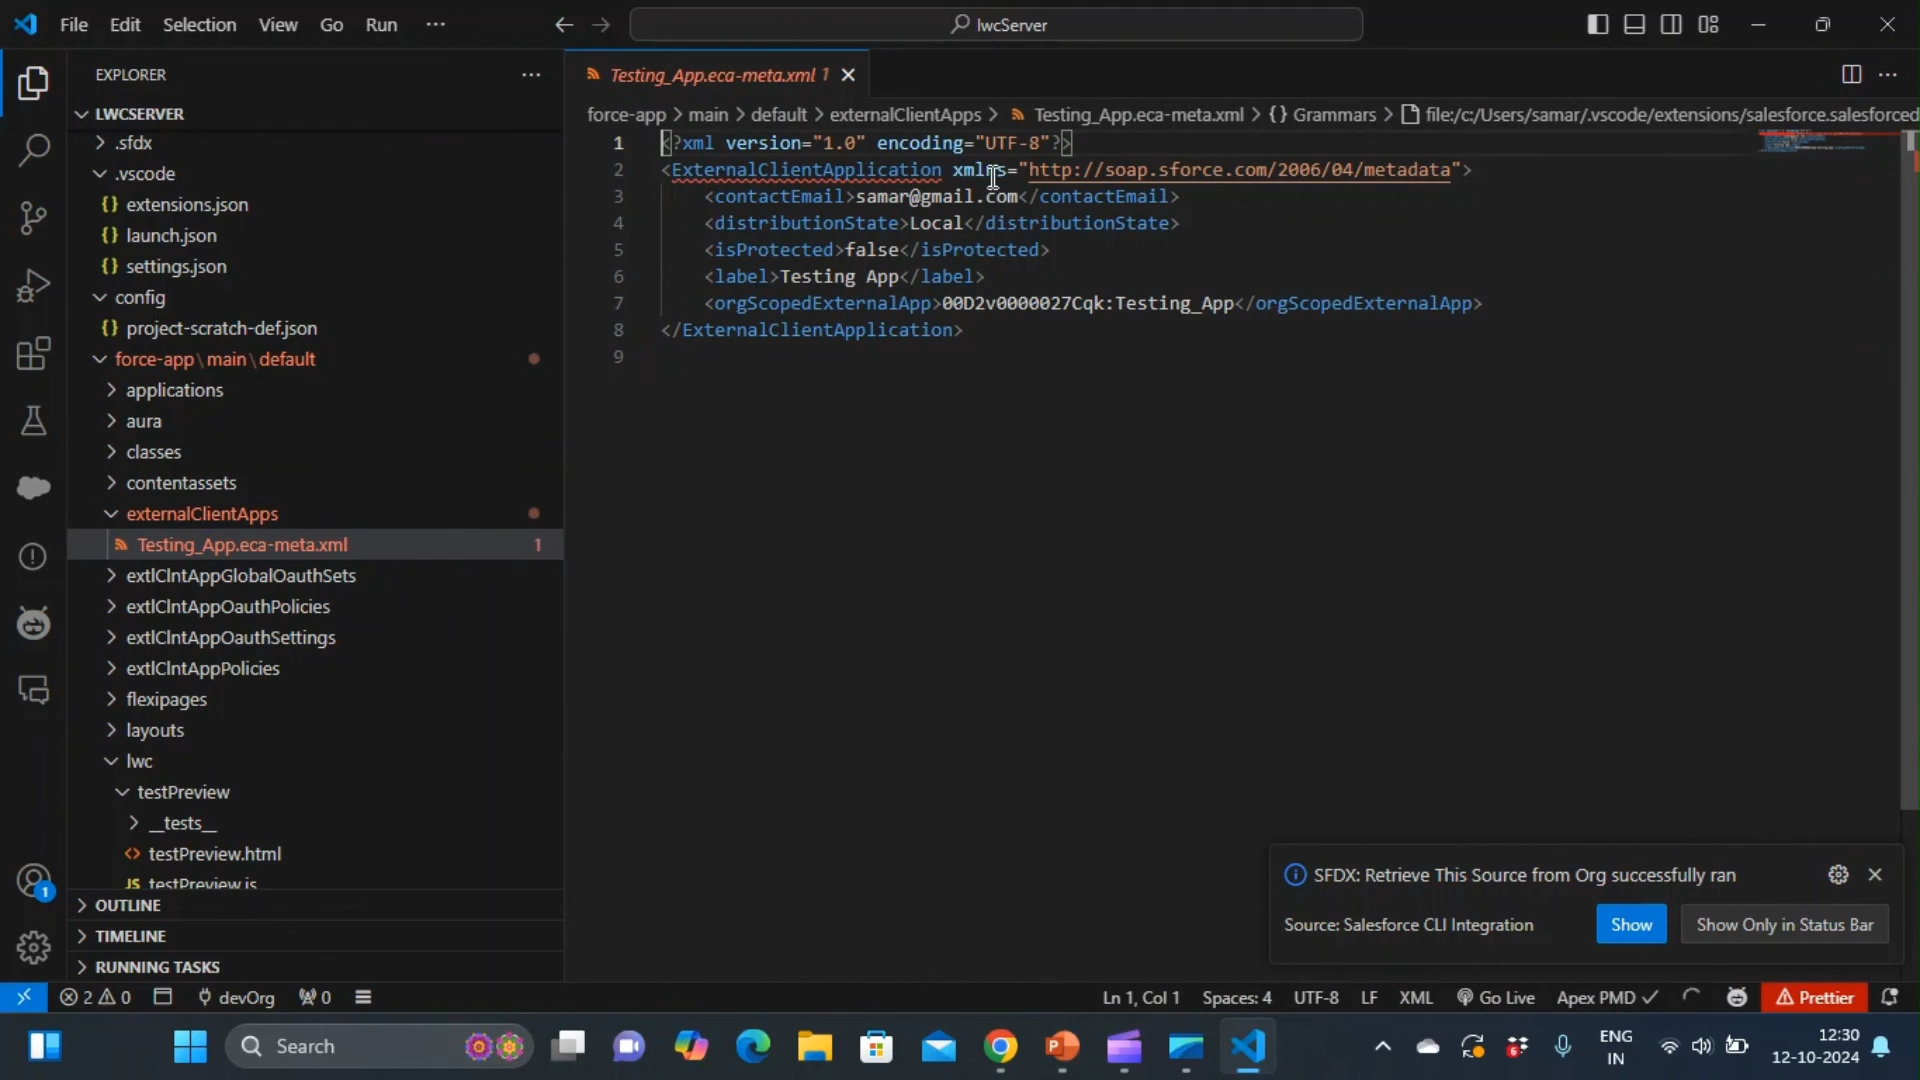 File Edit Selection View Go Run ···
lwcServer
EXPLORER
LWCSERVER
.sfdx
.vscode
{} extensions.json
{} launch.json
{} settings.json
config
{} project-scratch-def.json
force-app\main\default
applications
aura
classes
contentassets
externalClientApps
Testing_App.eca-meta.xml 1
extlClntAppGlobalOauthSets
extlClntAppOauthPolicies
extlClntAppOauthSettings
extlClntAppPolicies
flexipages
layouts
lwc
testPreview
__tests__
<> testPreview.html
JS testPreview.js
OUTLINE
TIMELINE
RUNNING TASKS
Testing_App.eca-meta.xml 1
force-app > main > default > externalClientApps > Testing_App.eca-meta.xml > {} Grammars > file:/c:/Users/samar/.vscode/extensions/salesforce.salesforced
1 <?xml version="1.0" encoding="UTF-8"?>
2 <ExternalClientApplication xmlns="http://soap.sforce.com/2006/04/metadata">
3 <contactEmail>samar@gmail.com</contactEmail>
4 <distributionState>Local</distributionState>
5 <isProtected>false</isProtected>
6 <label>Testing App</label>
7 <orgScopedExternalApp>00D2v0000027Cqk:Testing_App</orgScopedExternalApp>
8 </ExternalClientApplication>
9
SFDX: Retrieve This Source from Org successfully ran
Source: Salesforce CLI Integration
Show
Show Only in Status Bar
1
2 0 devOrg 0
Ln 1, Col 1 Spaces: 4 UTF-8 LF XML Go Live Apex PMD Prettier
Search
6
ENG
IN
12:30
12-10-2024